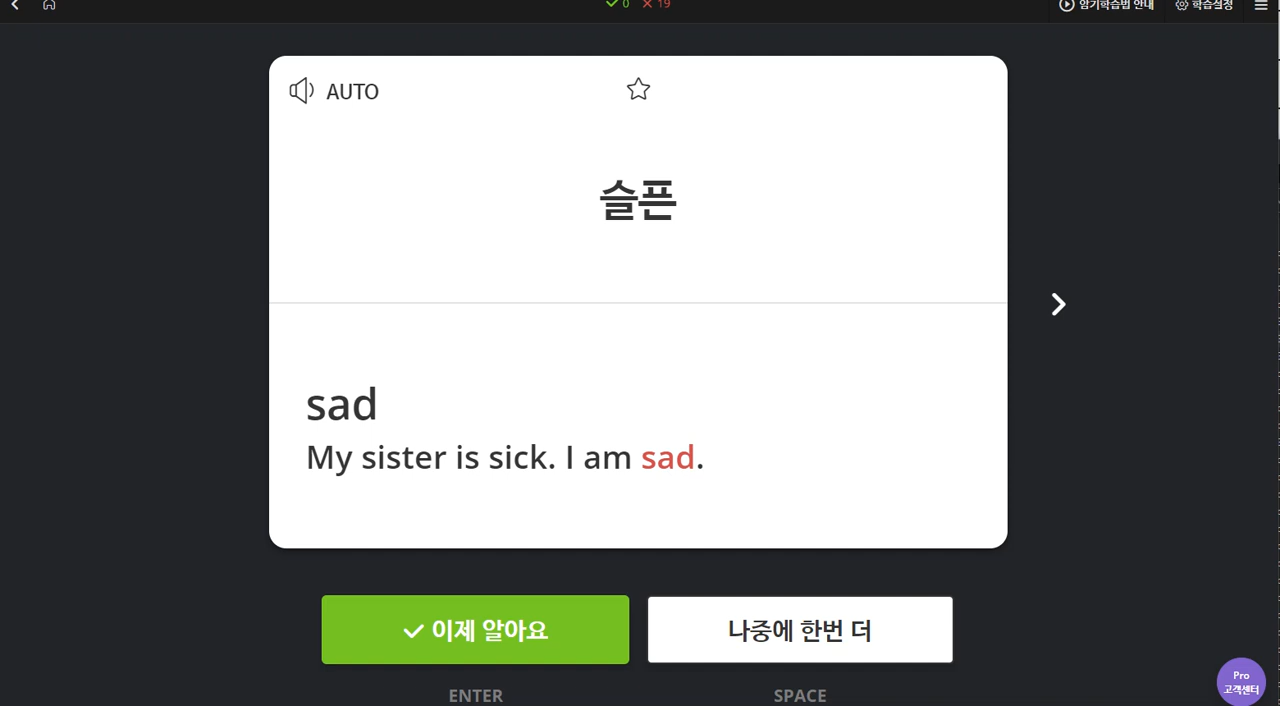 0 19 암기학습법 안내 학습설정
AUTO
슬픈
sad
My sister is sick. I am sad.
이제 알아요 나중에 한번 더
ENTER SPACE
Pro
고객센터